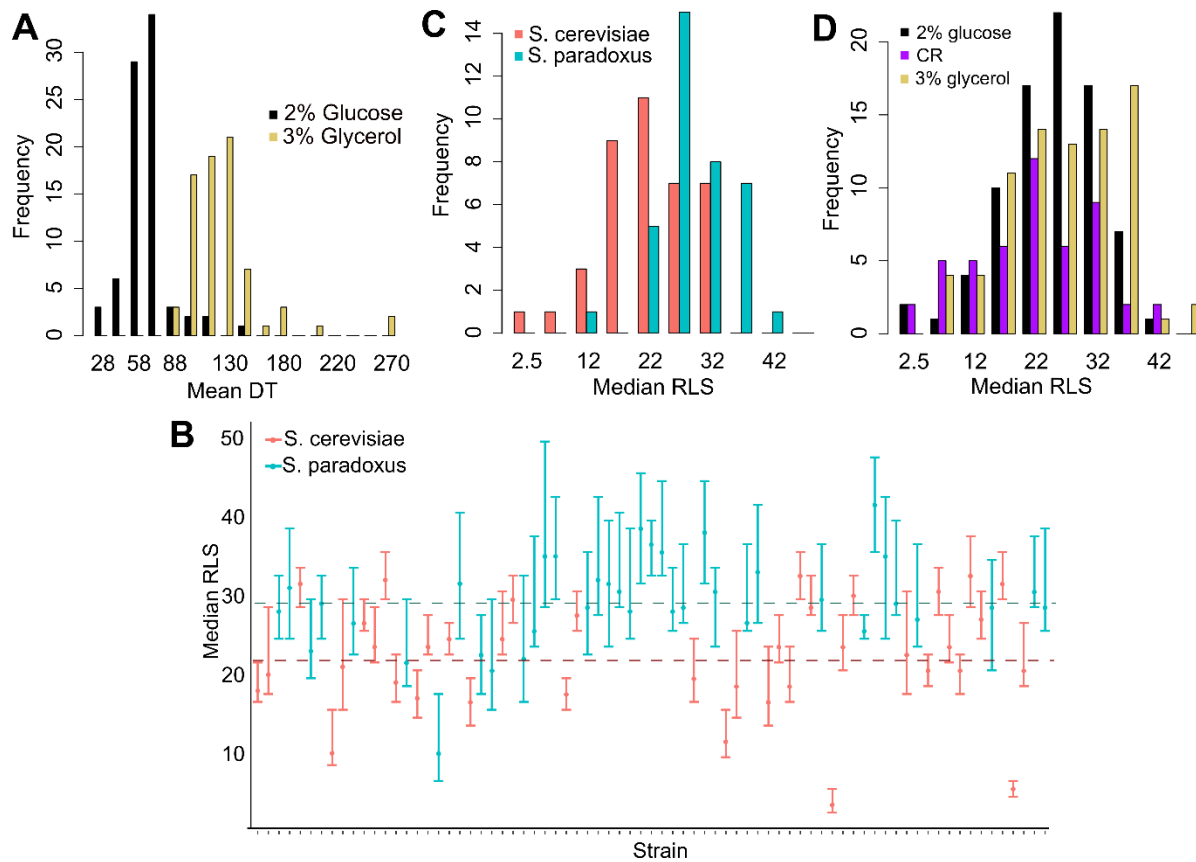 A
Frequency
0 5 10 15 20 25 30
2% Glucose
3% Glycerol
28 58 88 130 180 220 270
Mean DT
C
Frequency
0 2 4 6 8 10 12 14
S. cerevisiae
S. paradoxus
2.5 12 22 32 42
Median RLS
D
Frequency
0 5 10 15 20
2% glucose
CR
3% glycerol
2.5 12 22 32 42
Median RLS
B
Median RLS
50
40
30
20
10
S. cerevisiae
S. paradoxus
Strain